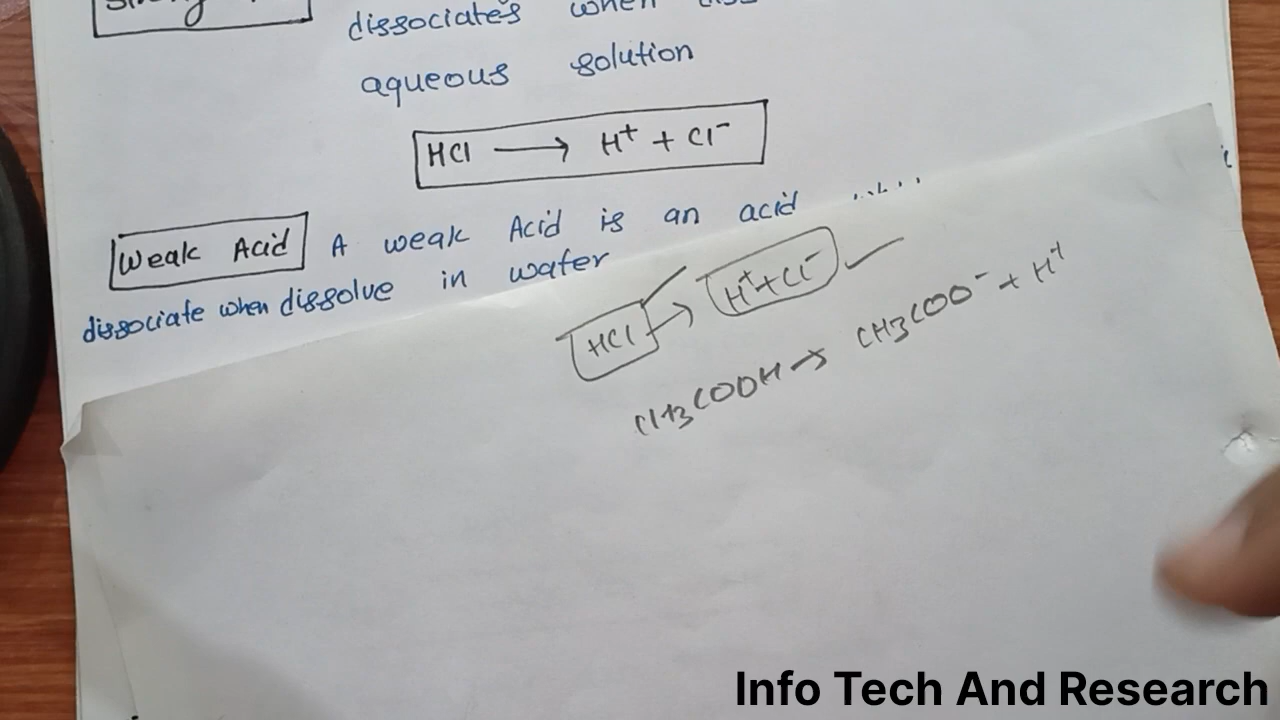 dissociates when
aqueous solution
HCl ⟶ H⁺ + Cl⁻
Weak Acid A weak Acid is an acid
dissociate when dissolve in water
HCl → H⁺+Cl⁻
CH3COOH → CH3COO⁻ + H⁺
Info Tech And Research